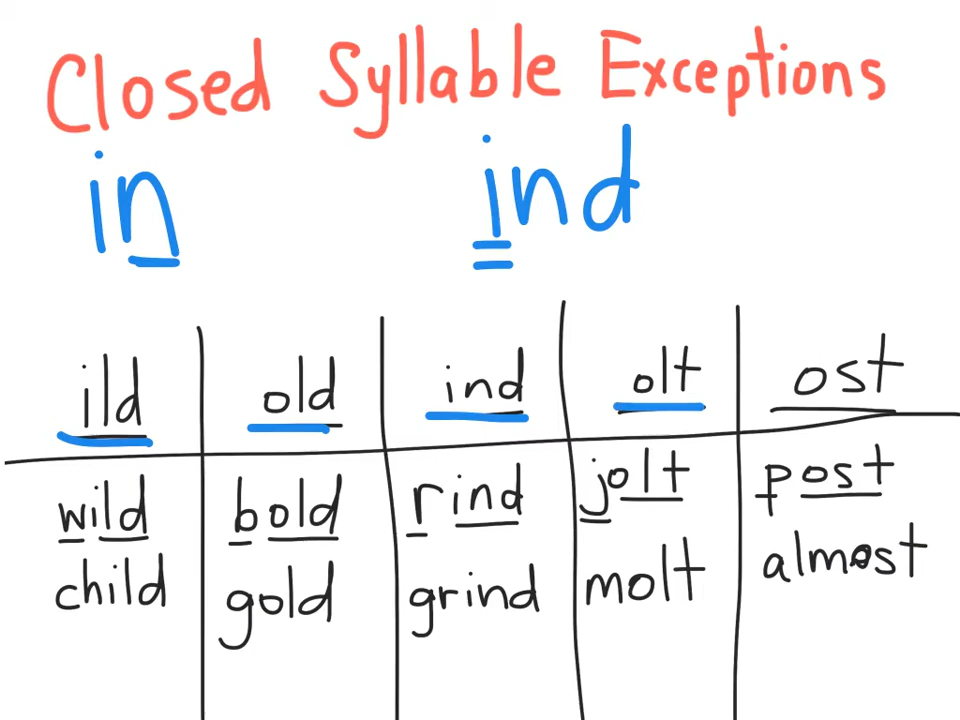 Closed Syllable Exceptions
in ind
ild old ind olt ost
wild bold rind jolt post
child gold grind molt almost